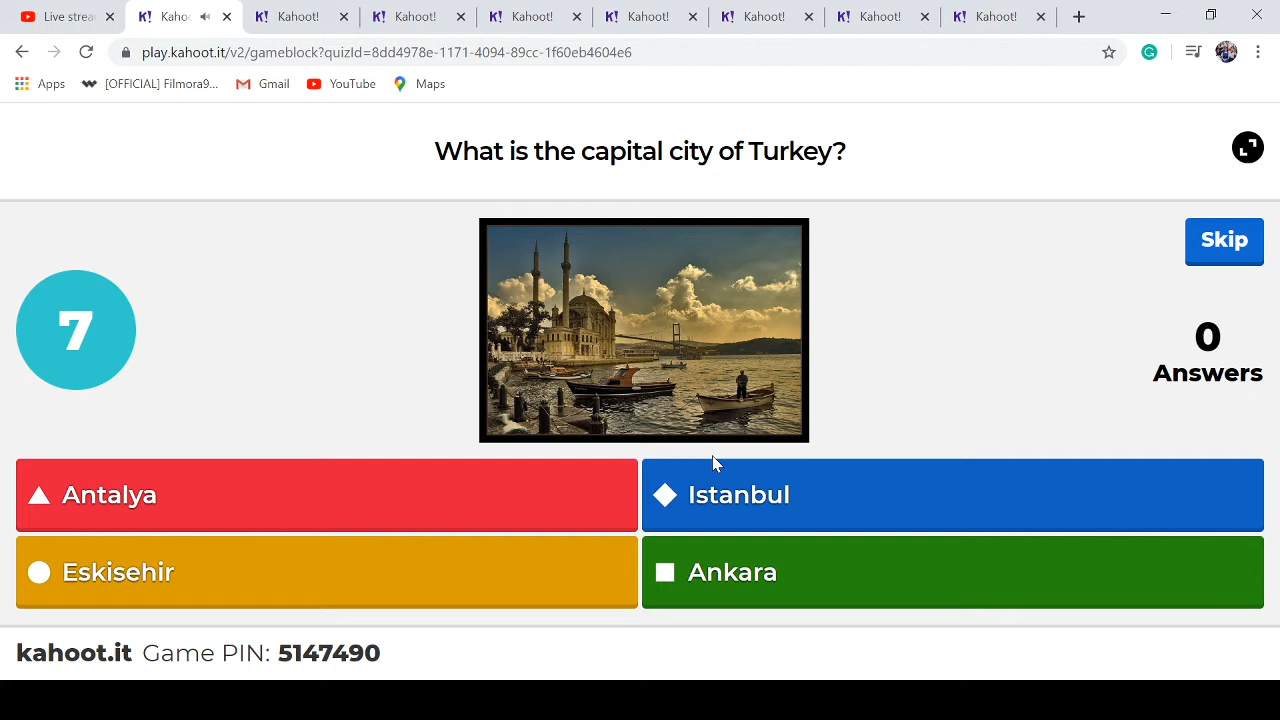 Live strea
Kahoo
Kahoot!
Kahoot!
Kahoot!
Kahoot!
Kahoot!
Kahoot!
Kahoot!
play.kahoot.it/v2/gameblock?quizId=8dd4978e-1171-4094-89cc-1f60eb4604e6
Apps [OFFICIAL] Filmora9... Gmail YouTube Maps
What is the capital city of Turkey?
Skip
7
0
Answers
Antalya
Istanbul
Eskisehir
Ankara
kahoot.it Game PIN: 5147490